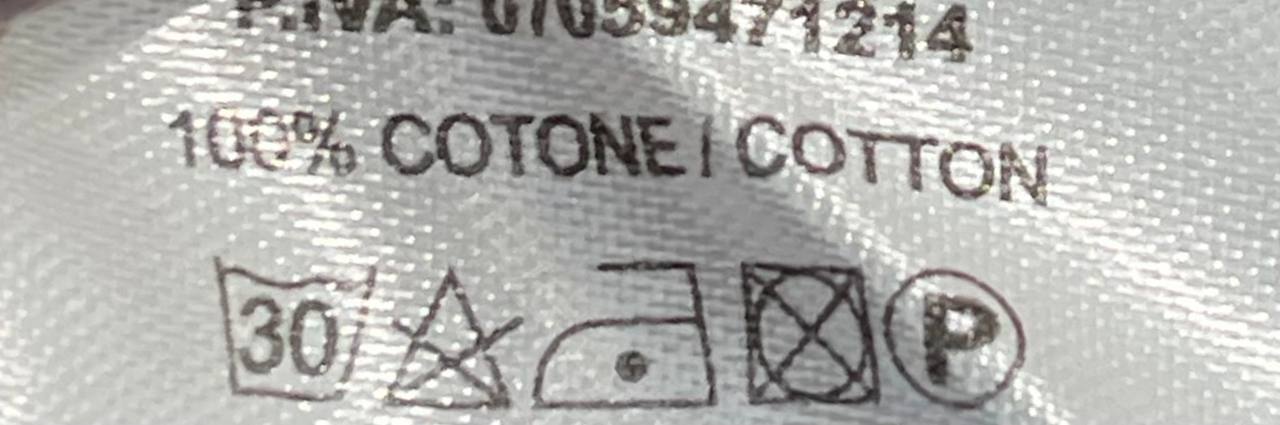 P.IVA: 07059471214
100% COTONE / COTTON
30
P